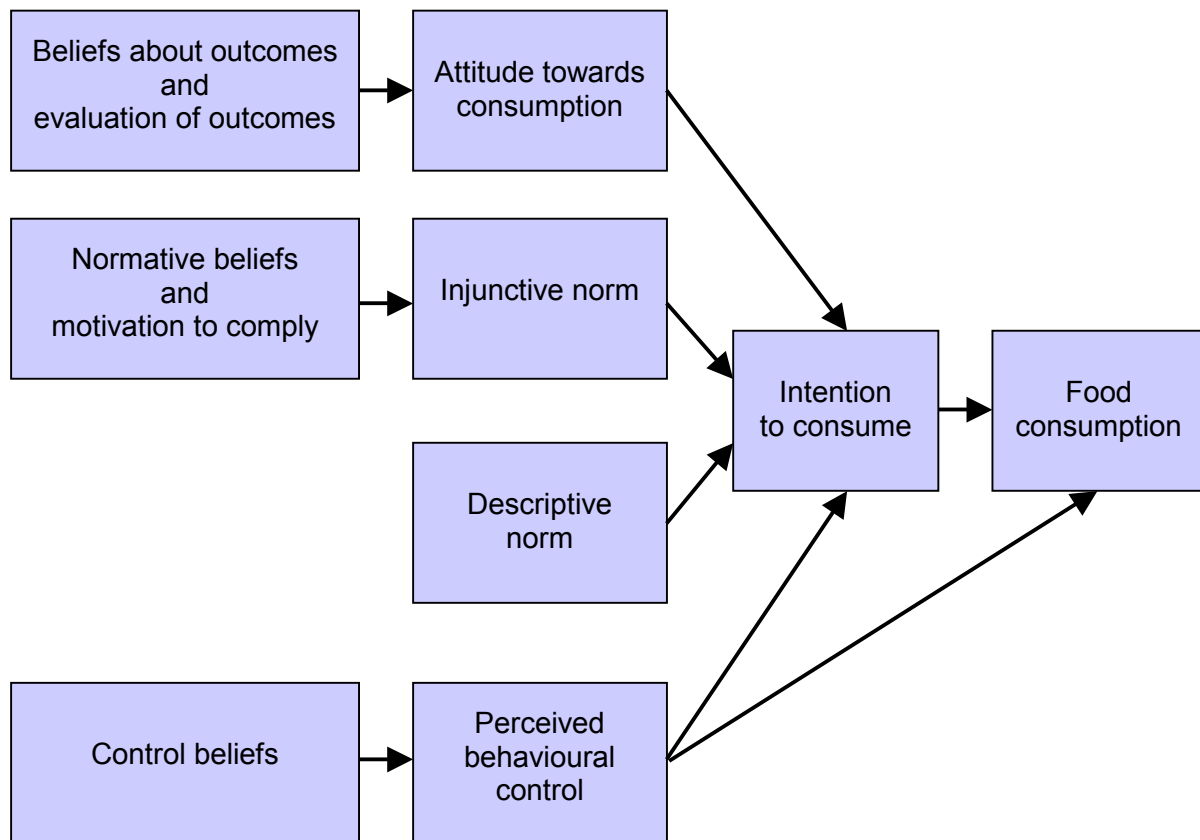 Beliefs about outcomes
and
evaluation of outcomes
Attitude towards
consumption
Normative beliefs
and
motivation to comply
Injunctive norm
Descriptive
norm
Intention
to consume
Food
consumption
Control beliefs
Perceived
behavioural
control